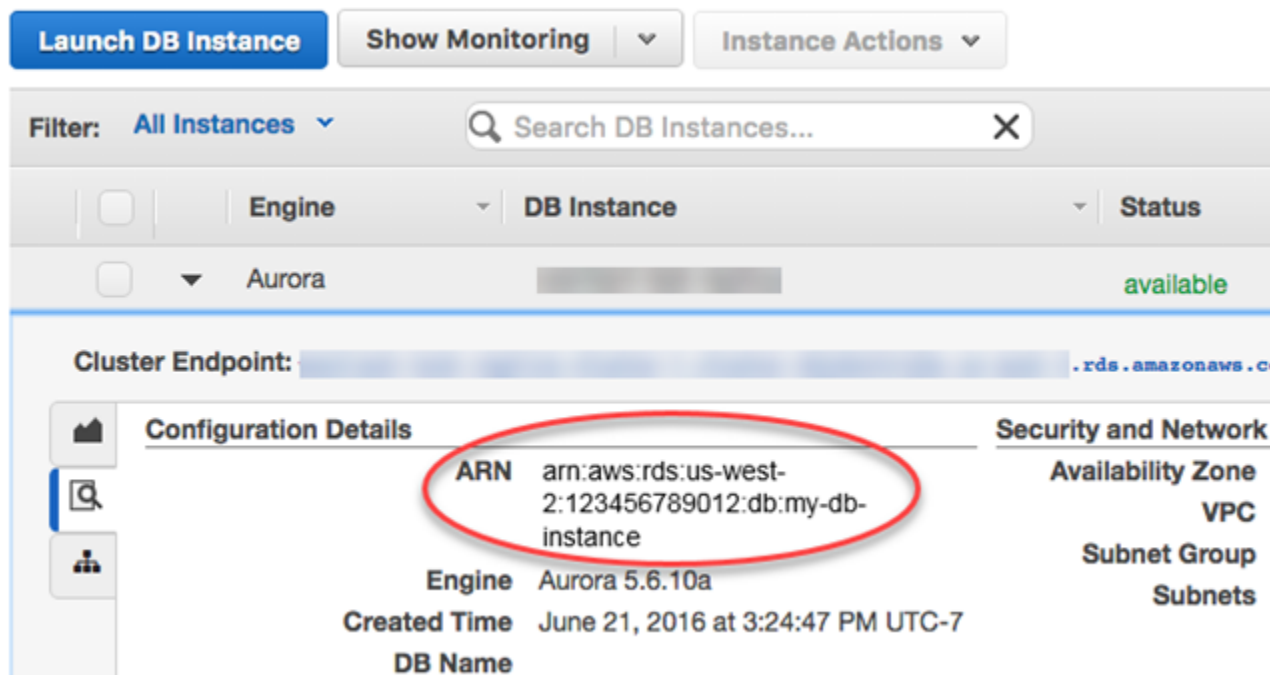 Launch DB Instance Show Monitoring Instance Actions
Filter: All Instances Search DB Instances...
Engine DB Instance Status
Aurora available
Cluster Endpoint: .rds.amazonaws.c
Configuration Details Security and Network
ARN arn:aws:rds:us-west- Availability Zone
2:123456789012:db:my-db- VPC
instance Subnet Group
Engine Aurora 5.6.10a Subnets
Created Time June 21, 2016 at 3:24:47 PM UTC-7
DB Name